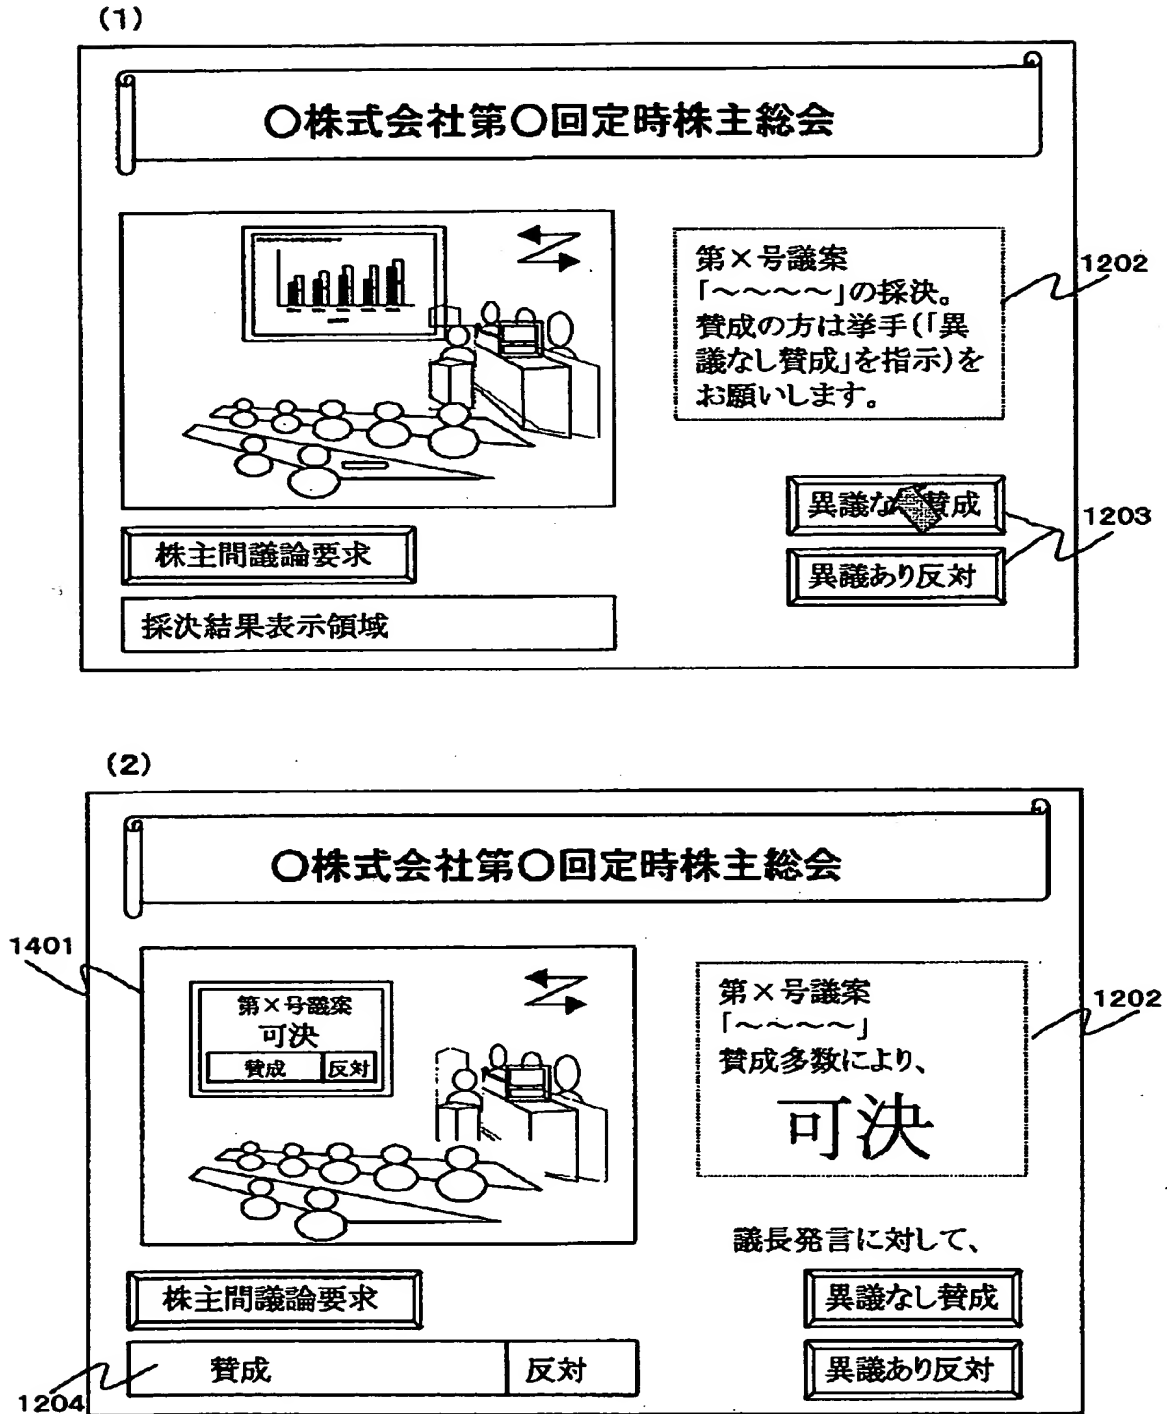 (1)
〇株式会社第〇回定時株主総会
第×号議案
「~~~~」の採決。
賛成の方は挙手(「異
議なし賛成」を指示)を
お願いします。
1202
異議な 賛成
1203
異議あり反対
株主間議論要求
採決結果表示領域
(2)
〇株式会社第〇回定時株主総会
1401
第×号議案
可決
賛成 反対
第×号議案
「~~~~」
賛成多数により、
可決
1202
議長発言に対して、
株主間議論要求
異議なし賛成
賛成 反対
異議あり反対
1204